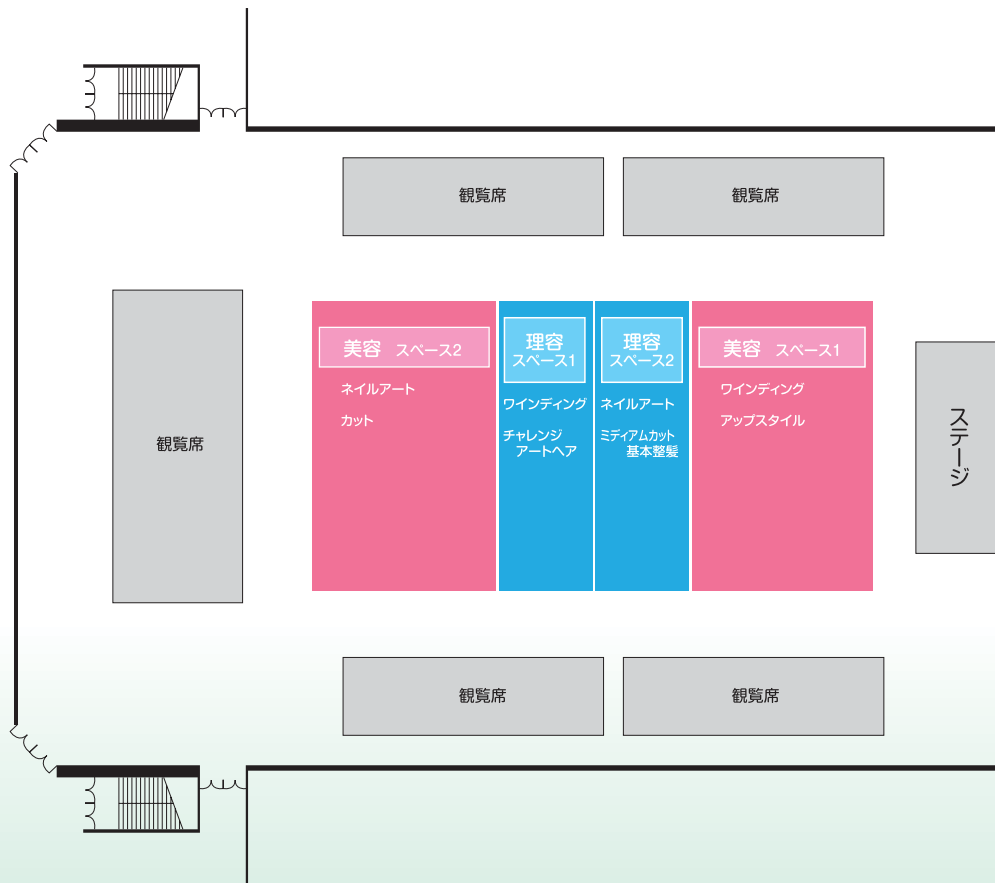 観覧席
観覧席
美容 スペース2
ネイルアート
カット
理容
スペース1
ワインディング
チャレンジ
アートヘア
理容
スペース2
ネイルアート
ミディアムカット
基本整髪
美容 スペース1
ワインディング
アップスタイル
観覧席
ステージ
観覧席
観覧席